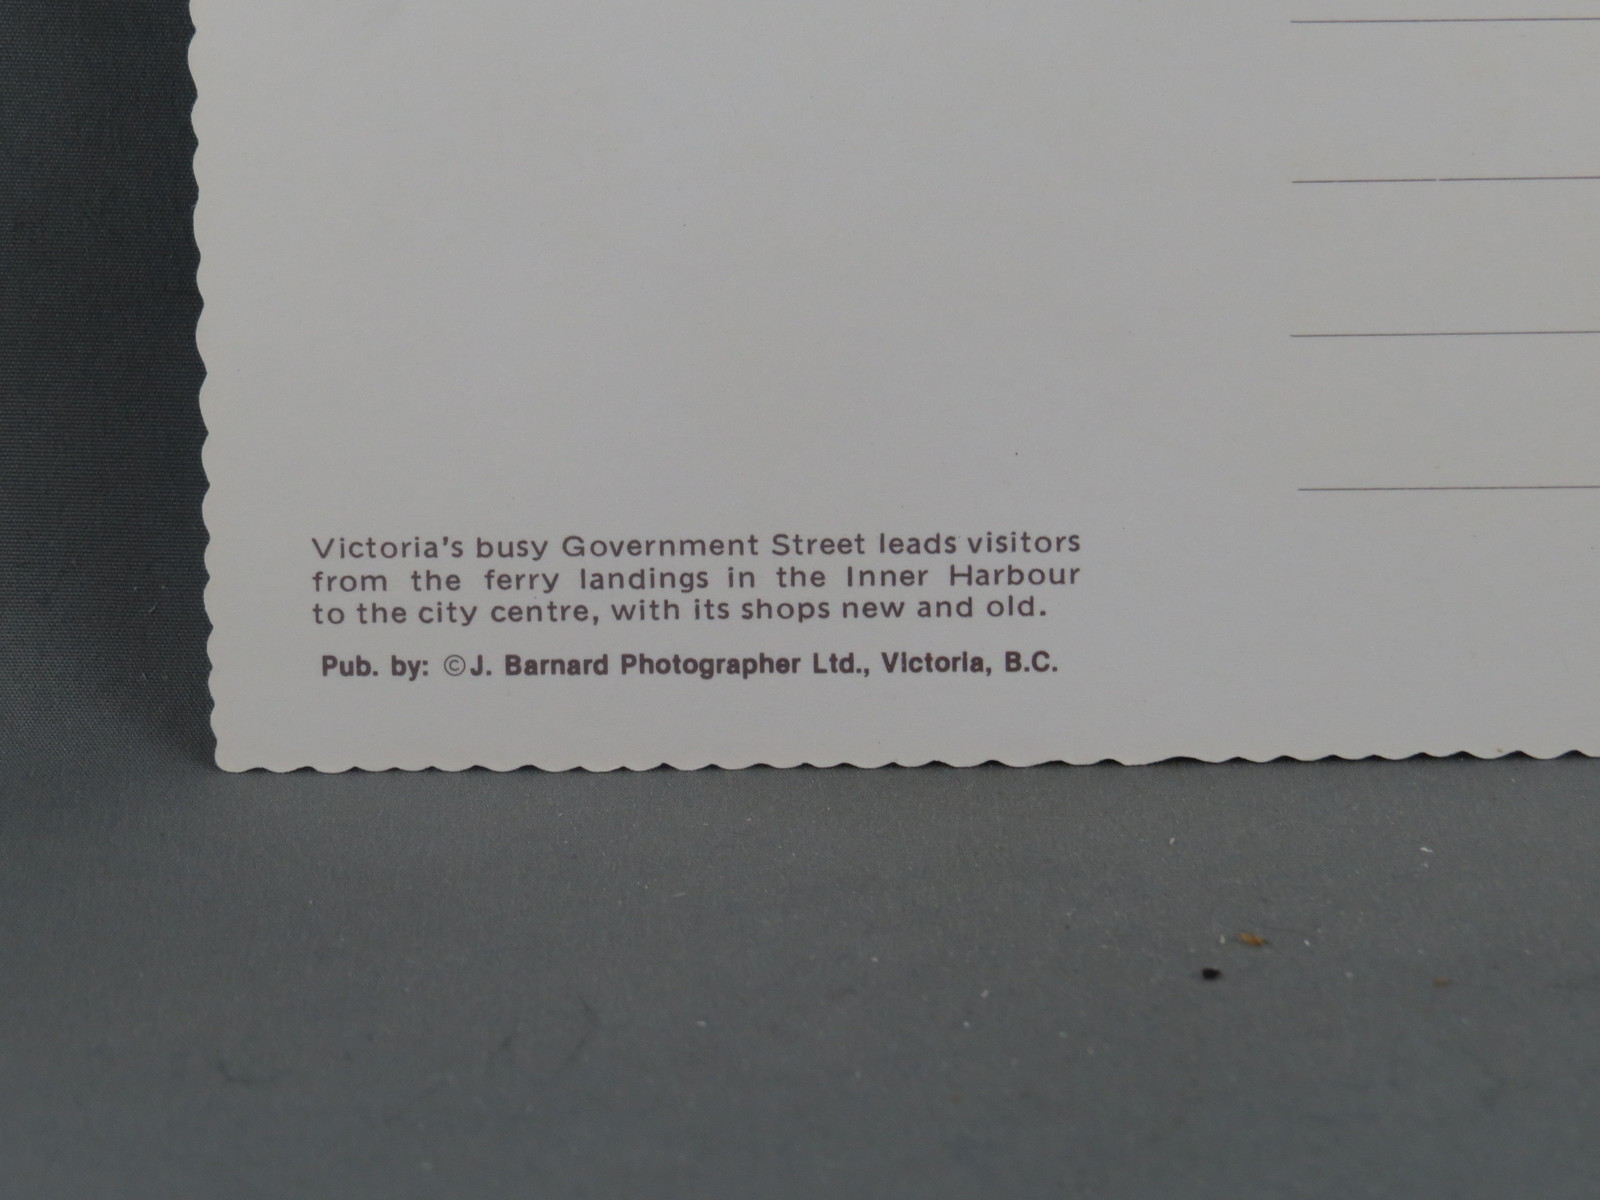 Victoria's busy Government Street leads visitors
from the ferry landings in the Inner Harbour
to the city centre, with its shops new and old.
Pub. by: ©J. Barnard Photographer Ltd., Victoria, B.C.